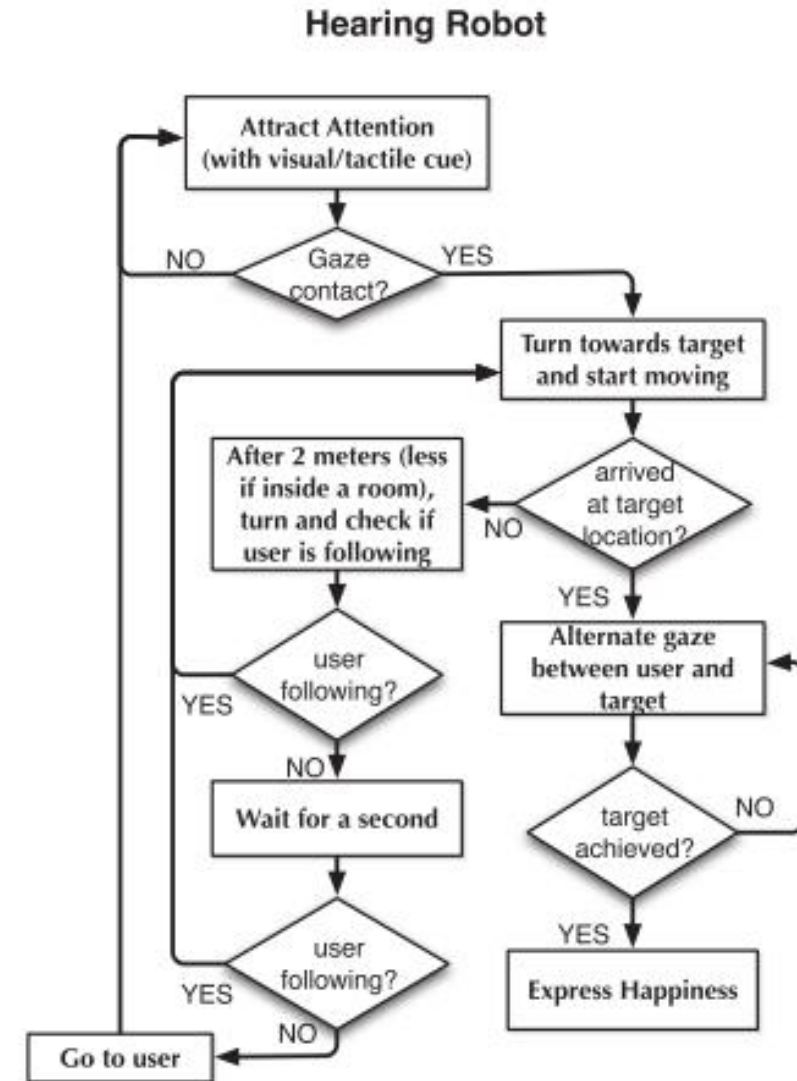 Hearing Robot
Attract Attention
(with visual/tactile cue)
NO
Gaze
contact?
YES
Turn towards target
and start moving
After 2 meters (less
if inside a room),
turn and check if
user is following
arrived
at target
location?
NO
YES
user
following?
YES
NO
Alternate gaze
between user and
target
Wait for a second
target
achieved?
NO
YES
user
following?
YES
NO
Express Happiness
Go to user